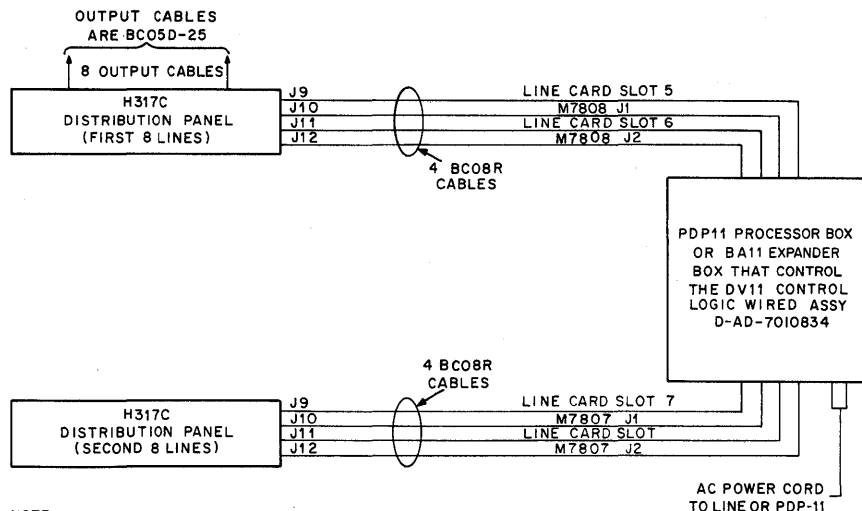 OUTPUT CABLES
ARE BC05D-25
8 OUTPUT CABLES
H317C
DISTRIBUTION PANEL
(FIRST 8 LINES)
J9
J10
J11
J12
LINE CARD SLOT 5
M7808 J1
LINE CARD SLOT 6
M7808 J2
4 BC08R
CABLES
PDP11 PROCESSOR BOX
OR BA11 EXPANDER
BOX THAT CONTROL
THE DV11 CONTROL
LOGIC WIRED ASSY
D-AD-7010834
4 BC08R
CABLES
H317C
DISTRIBUTION PANEL
(SECOND 8 LINES)
J9
J10
J11
J12
LINE CARD SLOT 7
M7807 J1
LINE CARD SLOT
M7807 J2
AC POWER CORD
TO LINE OR PDP-11